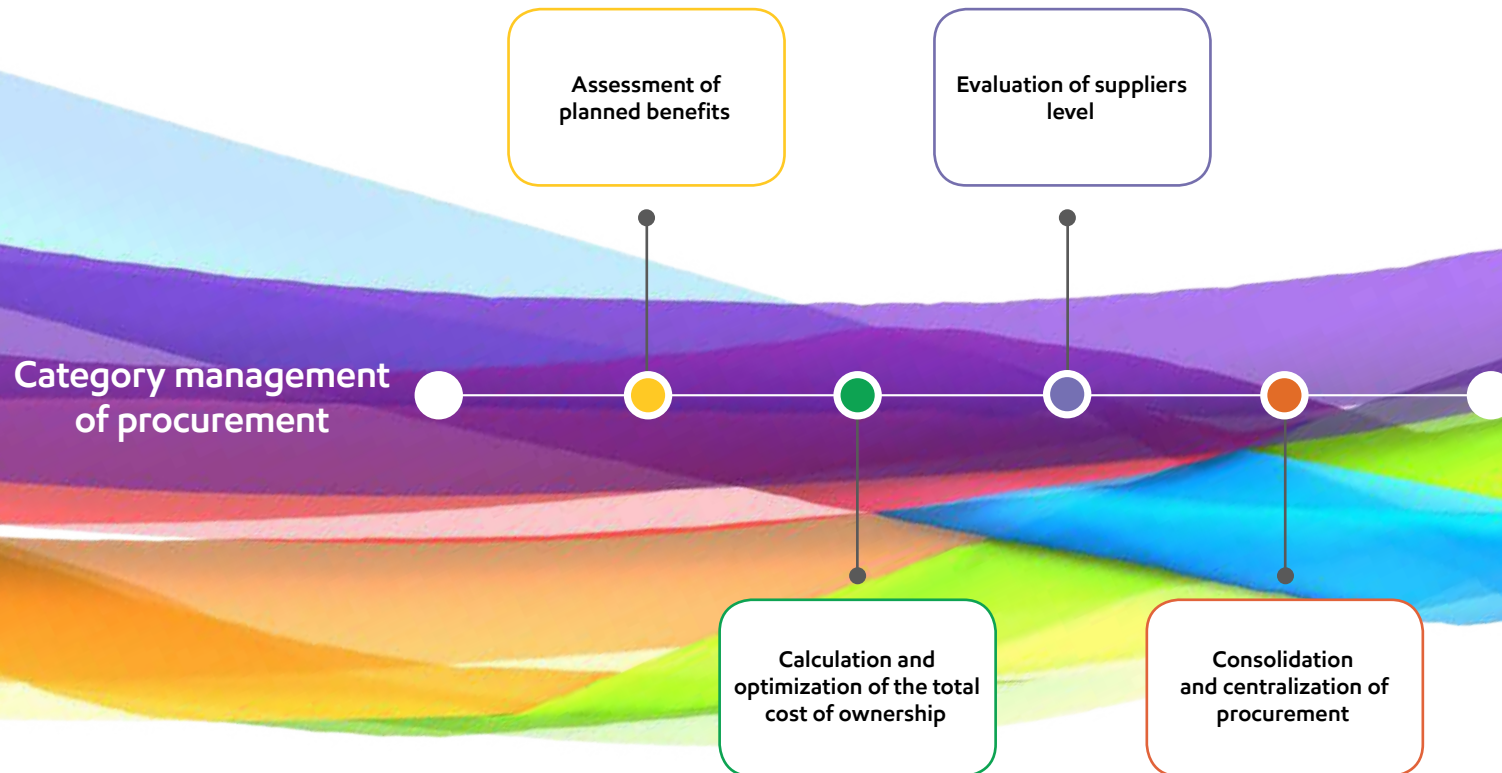 Category management
of procurement
Assessment of
planned benefits
Calculation and
optimization of the total
cost of ownership
Evaluation of suppliers
level
Consolidation
and centralization of
procurement